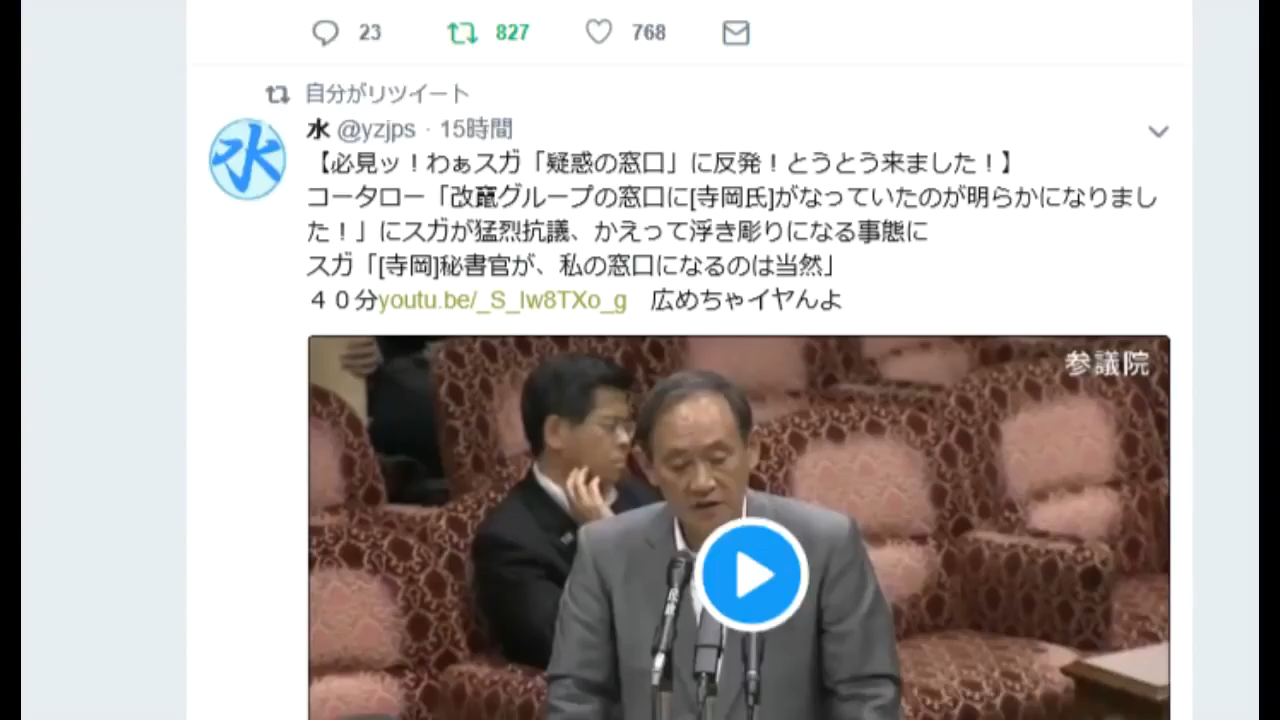 23 827 768
自分がリツイート
水
水 @yzjps · 15時間
【必見ッ！わぁスガ「疑惑の窓口」に反発！とうとう来ました！】
コータロー「改竄グループの窓口に[寺岡氏]がなっていたのが明らかになりまし
た！」にスガが猛烈抗議、かえって浮き彫りになる事態に
スガ「[寺岡]秘書官が、私の窓口になるのは当然」
４０分youtu.be/_S_Iw8TXo_g　広めちゃイヤんよ
参議院